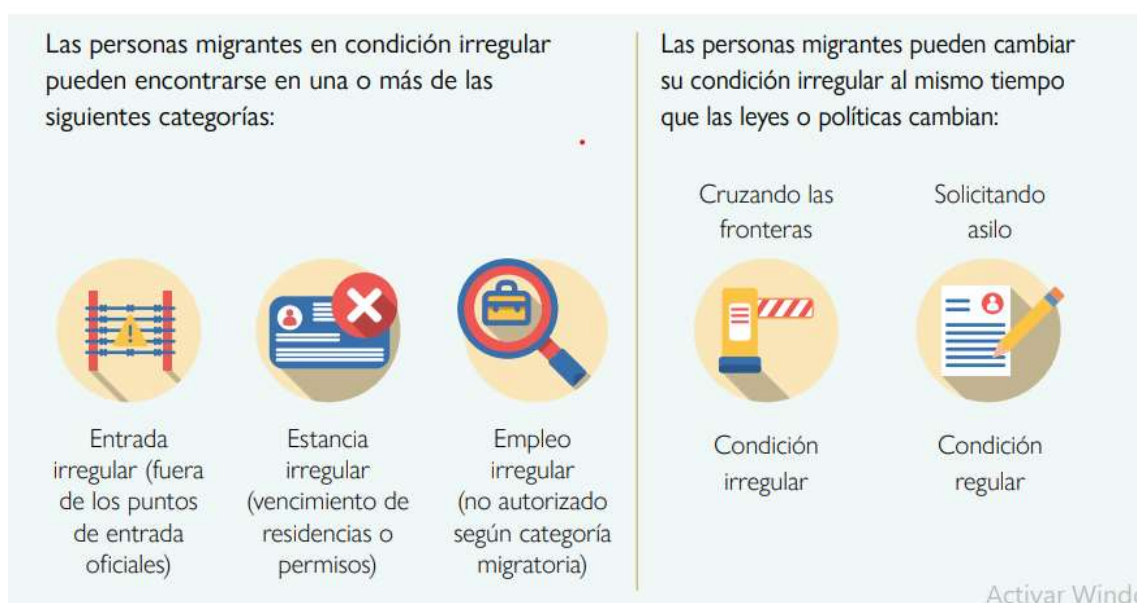 Las personas migrantes en condición irregular
pueden encontrarse en una o más de las
siguientes categorías:
Entrada
irregular (fuera
de los puntos
de entrada
oficiales)
Estancia
irregular
(vencimiento de
residencias o
permisos)
Empleo
irregular
(no autorizado
según categoría
migratoria)
Las personas migrantes pueden cambiar
su condición irregular al mismo tiempo
que las leyes o políticas cambian:
Cruzando las
fronteras
Condición
irregular
Solicitando
asilo
Condición
regular
Activar